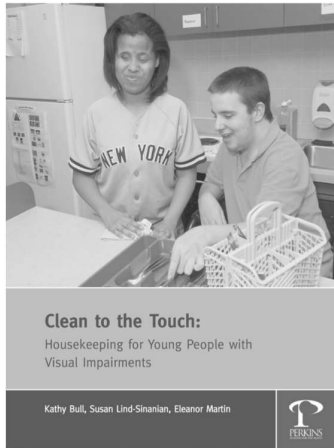 NEW YORK
Clean to the Touch:
Housekeeping for Young People with
Visual Impairments
Kathy Bull, Susan Lind-Sinanian, Eleanor Martin
PERKINS